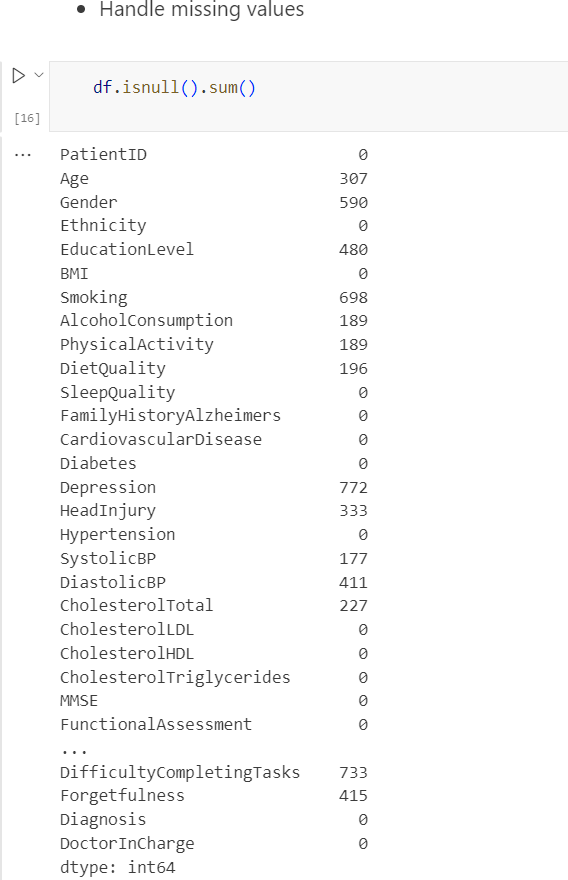 • Handle missing values
df.isnull().sum()
[16]
... PatientID 0
Age 307
Gender 590
Ethnicity 0
EducationLevel 480
BMI 0
Smoking 698
AlcoholConsumption 189
PhysicalActivity 189
DietQuality 196
SleepQuality 0
FamilyHistoryAlzheimers 0
CardiovascularDisease 0
Diabetes 0
Depression 772
HeadInjury 333
Hypertension 0
SystolicBP 177
DiastolicBP 411
CholesterolTotal 227
CholesterolLDL 0
CholesterolHDL 0
CholesterolTriglycerides 0
MMSE 0
FunctionalAssessment 0
...
DifficultyCompletingTasks 733
Forgetfulness 415
Diagnosis 0
DoctorInCharge 0
dtype: int64